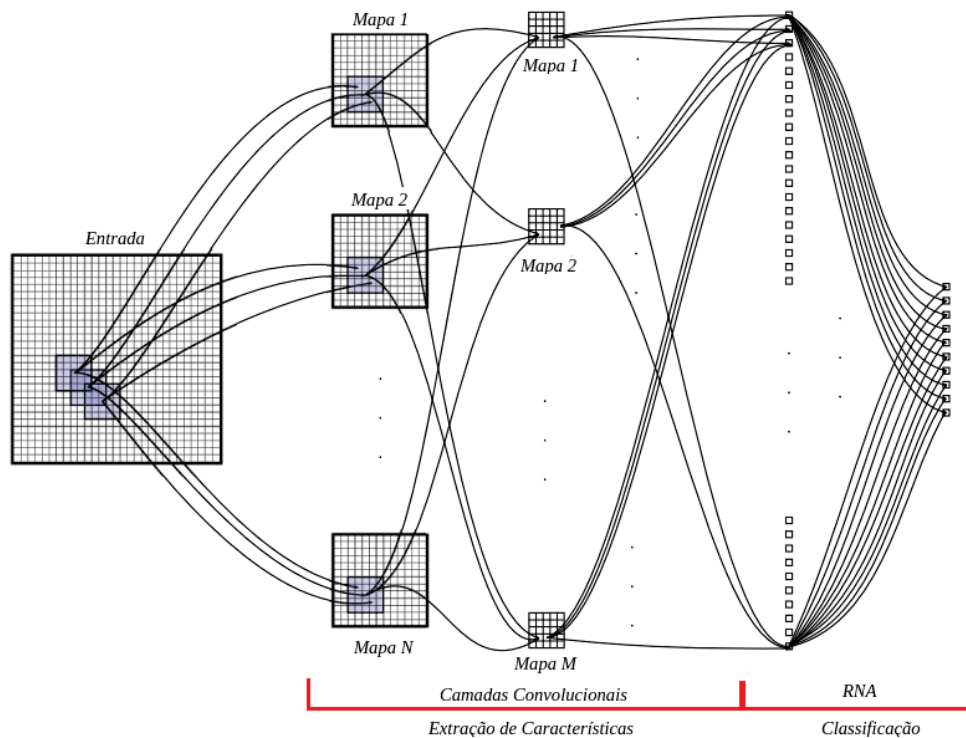 Mapa 1
Mapa 1
Mapa 2
Entrada
Mapa 2
Mapa N
Mapa M
Camadas Convolucionais
RNA
Extração de Características
Classificação